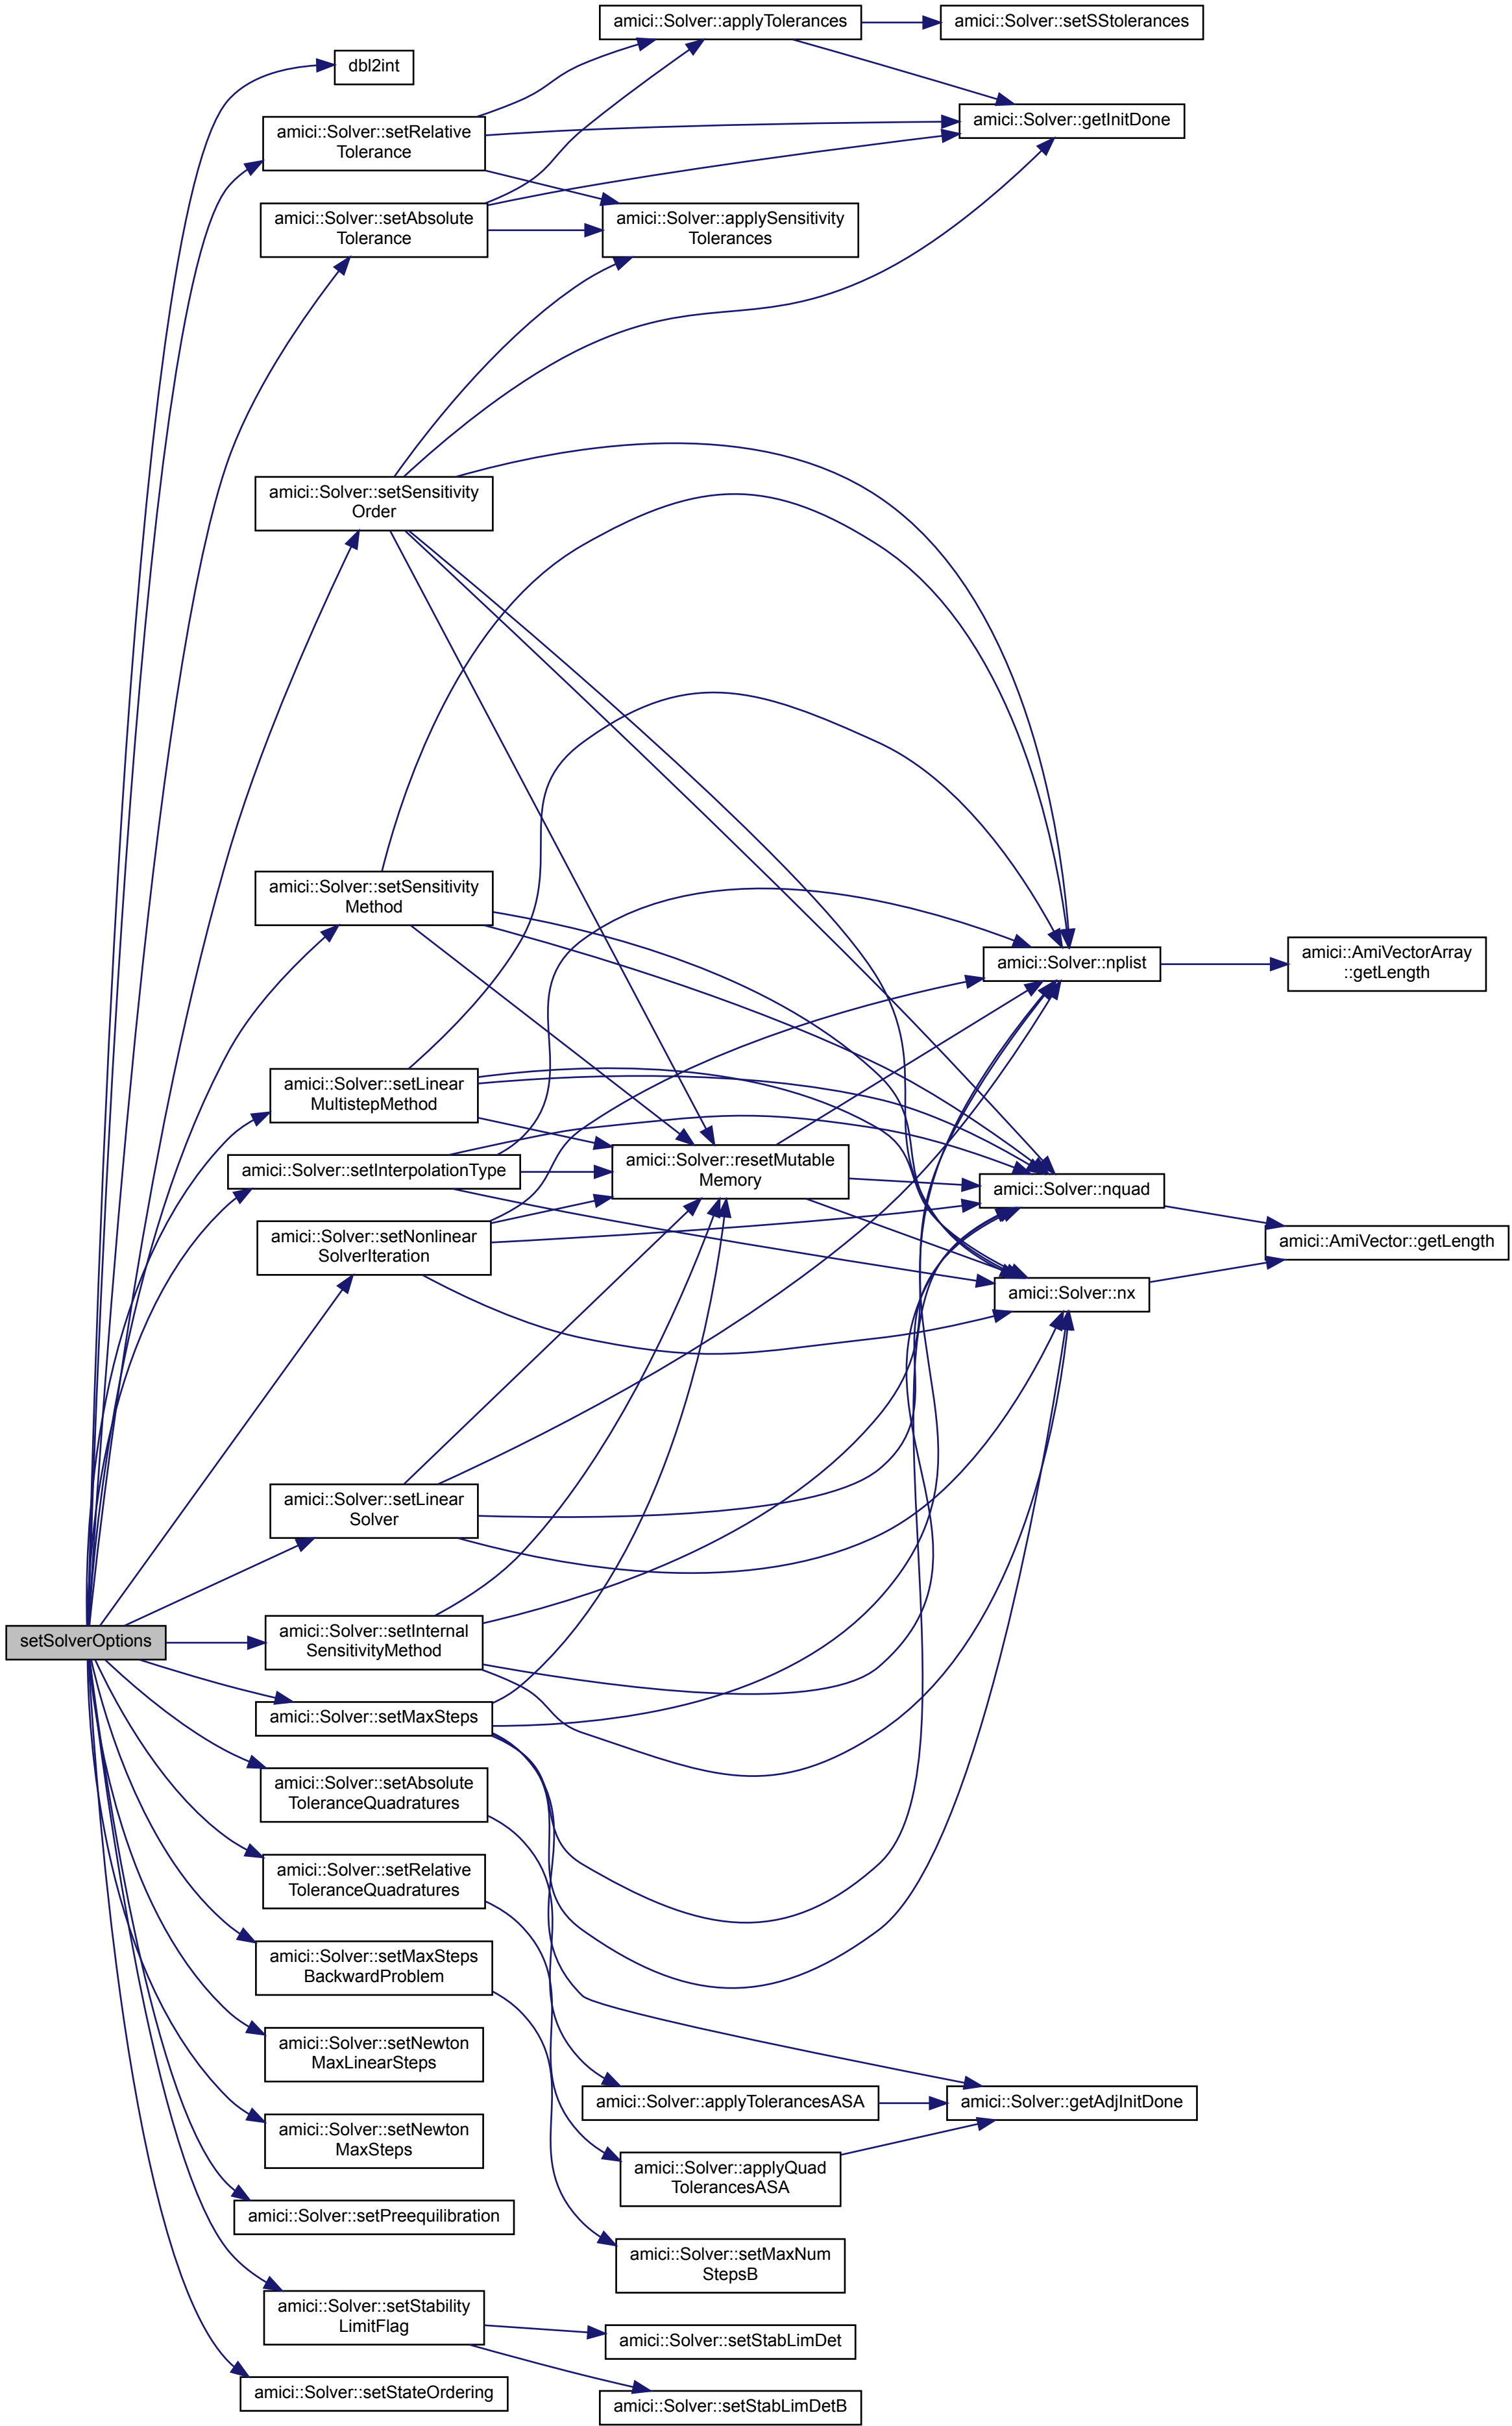 amici::Solver::applyTolerances
amici::Solver::setSStolerances
dbl2int
amici::Solver::getInitDone
amici::Solver::setRelative
Tolerance
amici::Solver::setAbsolute
Tolerance
amici::Solver::applySensitivity
Tolerances
amici::Solver::setSensitivity
Order
amici::Solver::setSensitivity
Method
amici::Solver::nplist
amici::AmiVectorArray
::getLength
amici::Solver::setLinear
MultistepMethod
amici::Solver::setInterpolationType
amici::Solver::resetMutable
Memory
amici::Solver::nquad
amici::Solver::setNonlinear
SolverIteration
amici::AmiVector::getLength
amici::Solver::nx
amici::Solver::setLinear
Solver
setSolverOptions
amici::Solver::setInternal
SensitivityMethod
amici::Solver::setMaxSteps
amici::Solver::setAbsolute
ToleranceQuadratures
amici::Solver::setRelative
ToleranceQuadratures
amici::Solver::setMaxSteps
BackwardProblem
amici::Solver::setNewton
MaxLinearSteps
amici::Solver::applyTolerancesASA
amici::Solver::getAdjInitDone
amici::Solver::setNewton
MaxSteps
amici::Solver::applyQuad
TolerancesASA
amici::Solver::setPreequilibration
amici::Solver::setMaxNum
StepsB
amici::Solver::setStability
LimitFlag
amici::Solver::setStabLimDet
amici::Solver::setStateOrdering
amici::Solver::setStabLimDetB